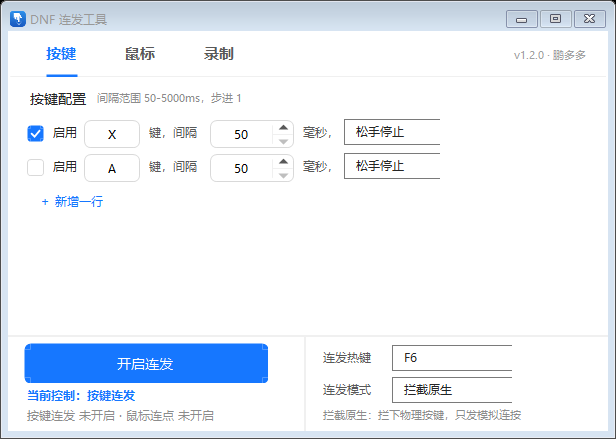 DNF 连发工具
按键 鼠标 录制 v1.2.0 · 鹏多多
按键配置 间隔范围 50-5000ms，步进 1
启用 X 键，间隔 50 毫秒， 松手停止
启用 A 键，间隔 50 毫秒， 松手停止
+ 新增一行
开启连发
当前控制：按键连发
按键连发 未开启 · 鼠标连点 未开启
连发热键 F6
连发模式 拦截原生
拦截原生：拦下物理按键，只发模拟连按